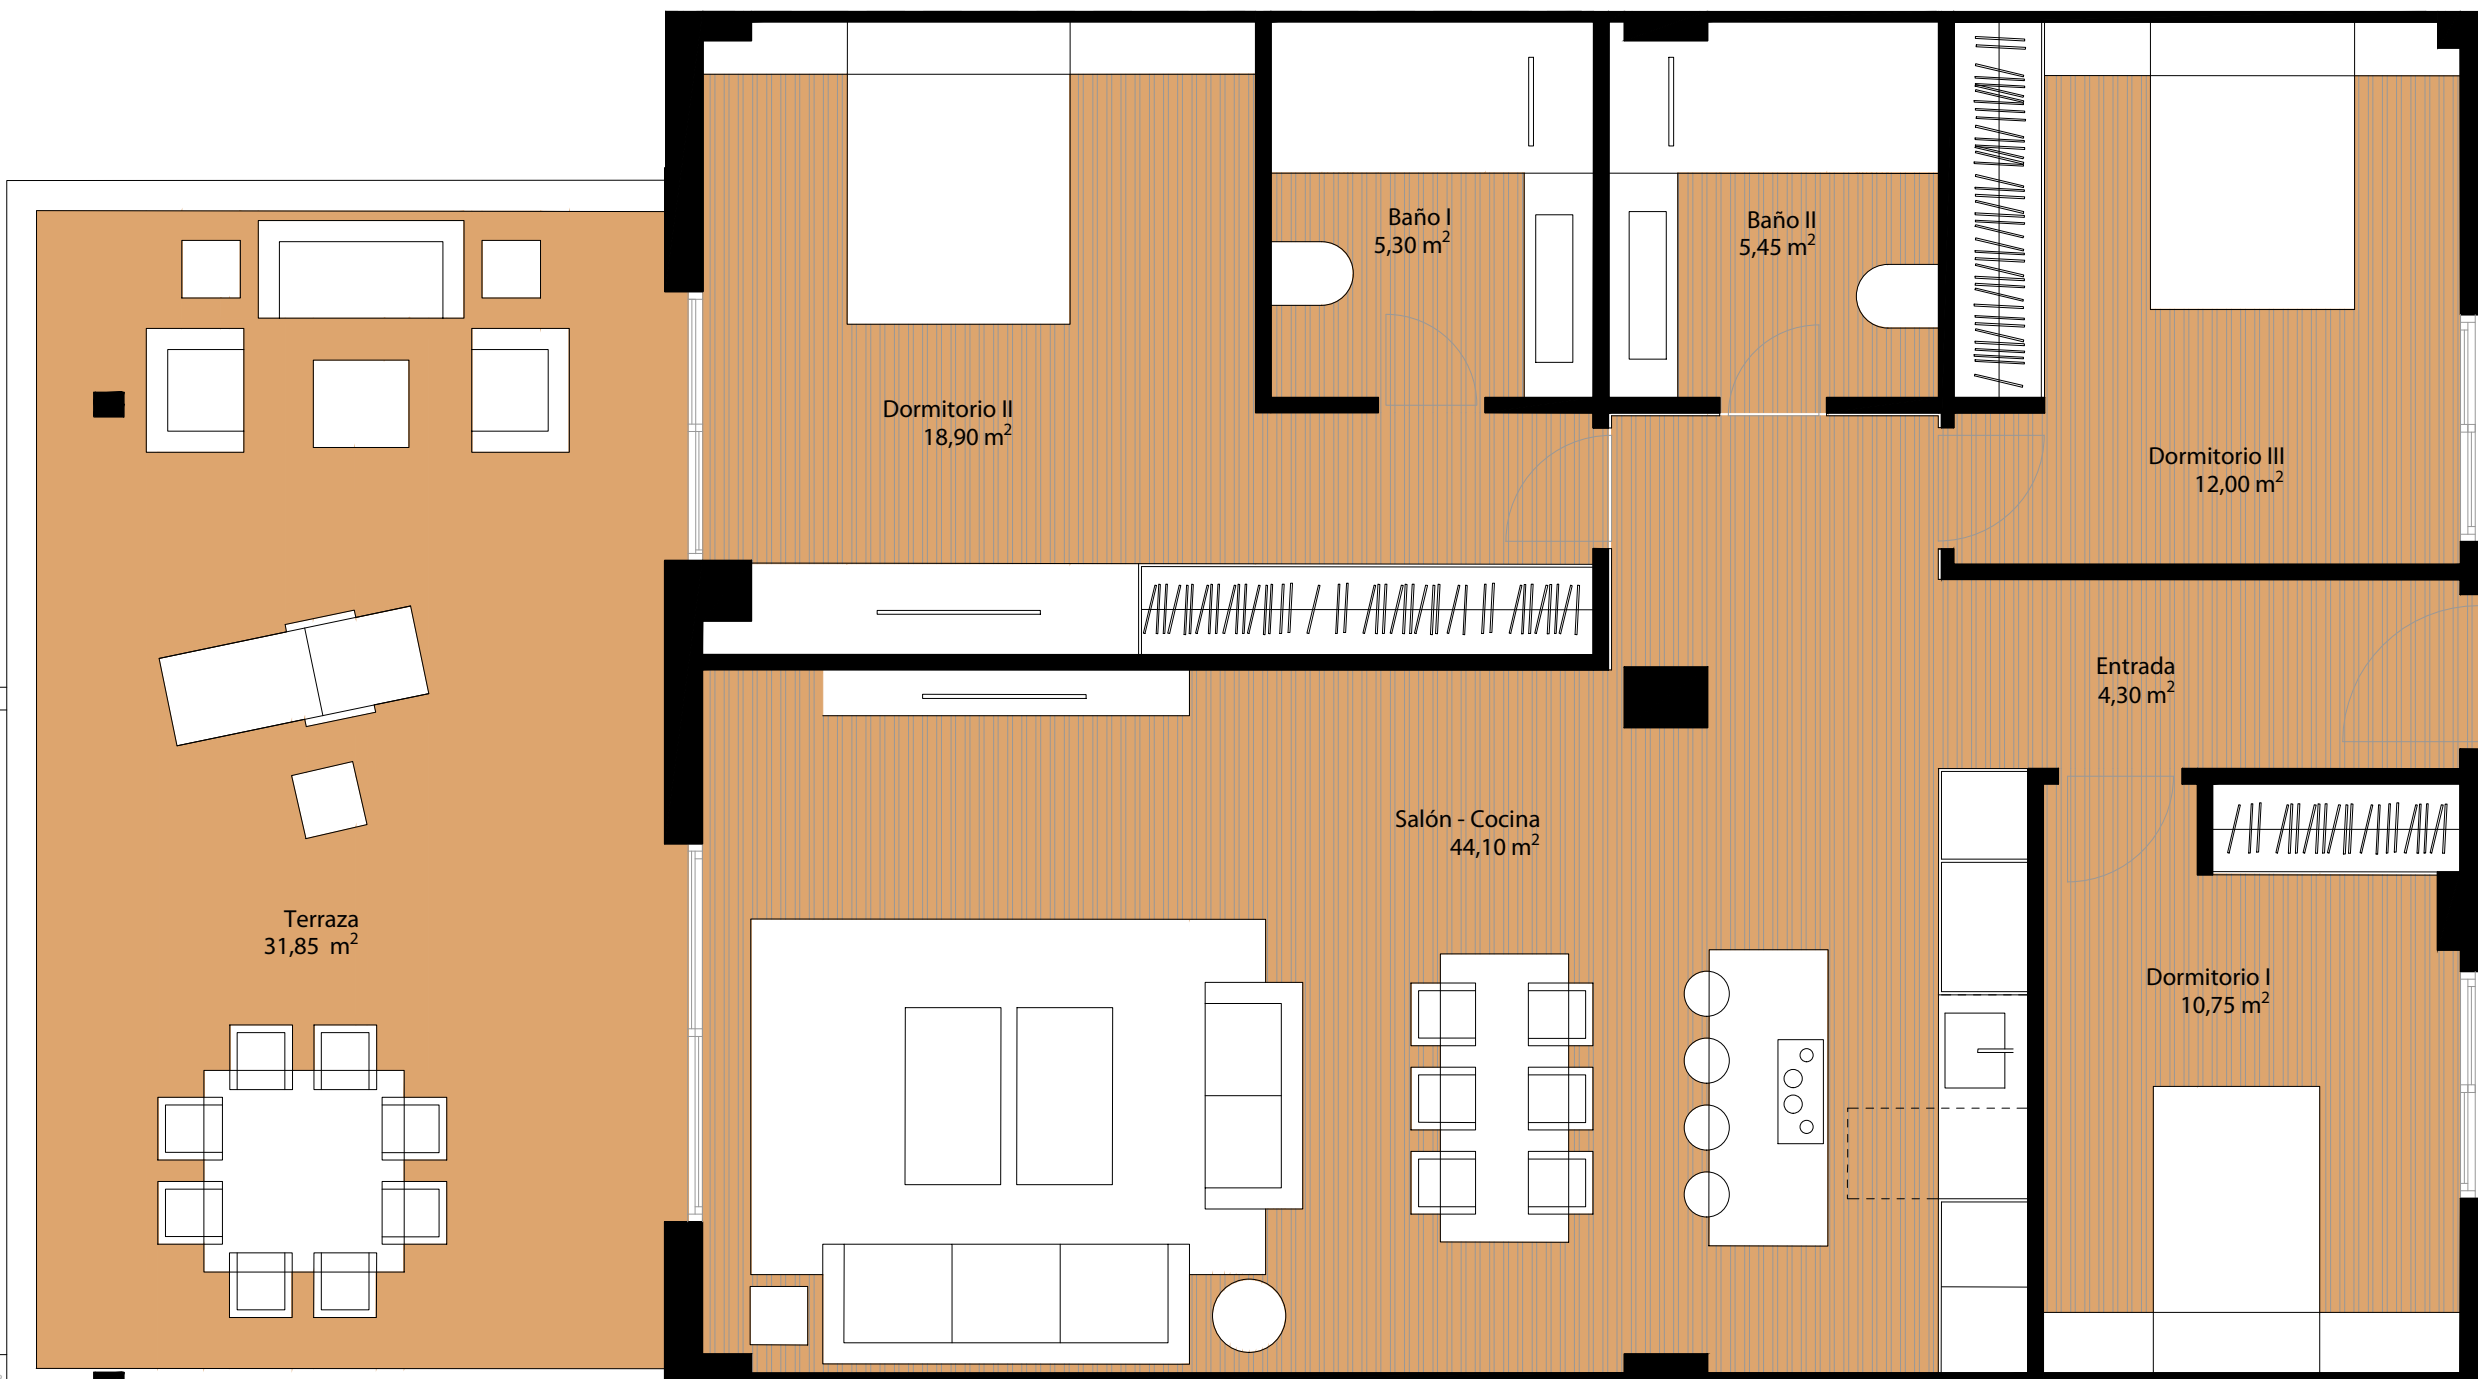 Baño I
5,30 m²
Baño II
5,45 m²
Dormitorio II
18,90 m²
Dormitorio III
12,00 m²
Entrada
4,30 m²
Salón - Cocina
44,10 m²
Terraza
31,85 m²
Dormitorio I
10,75 m²